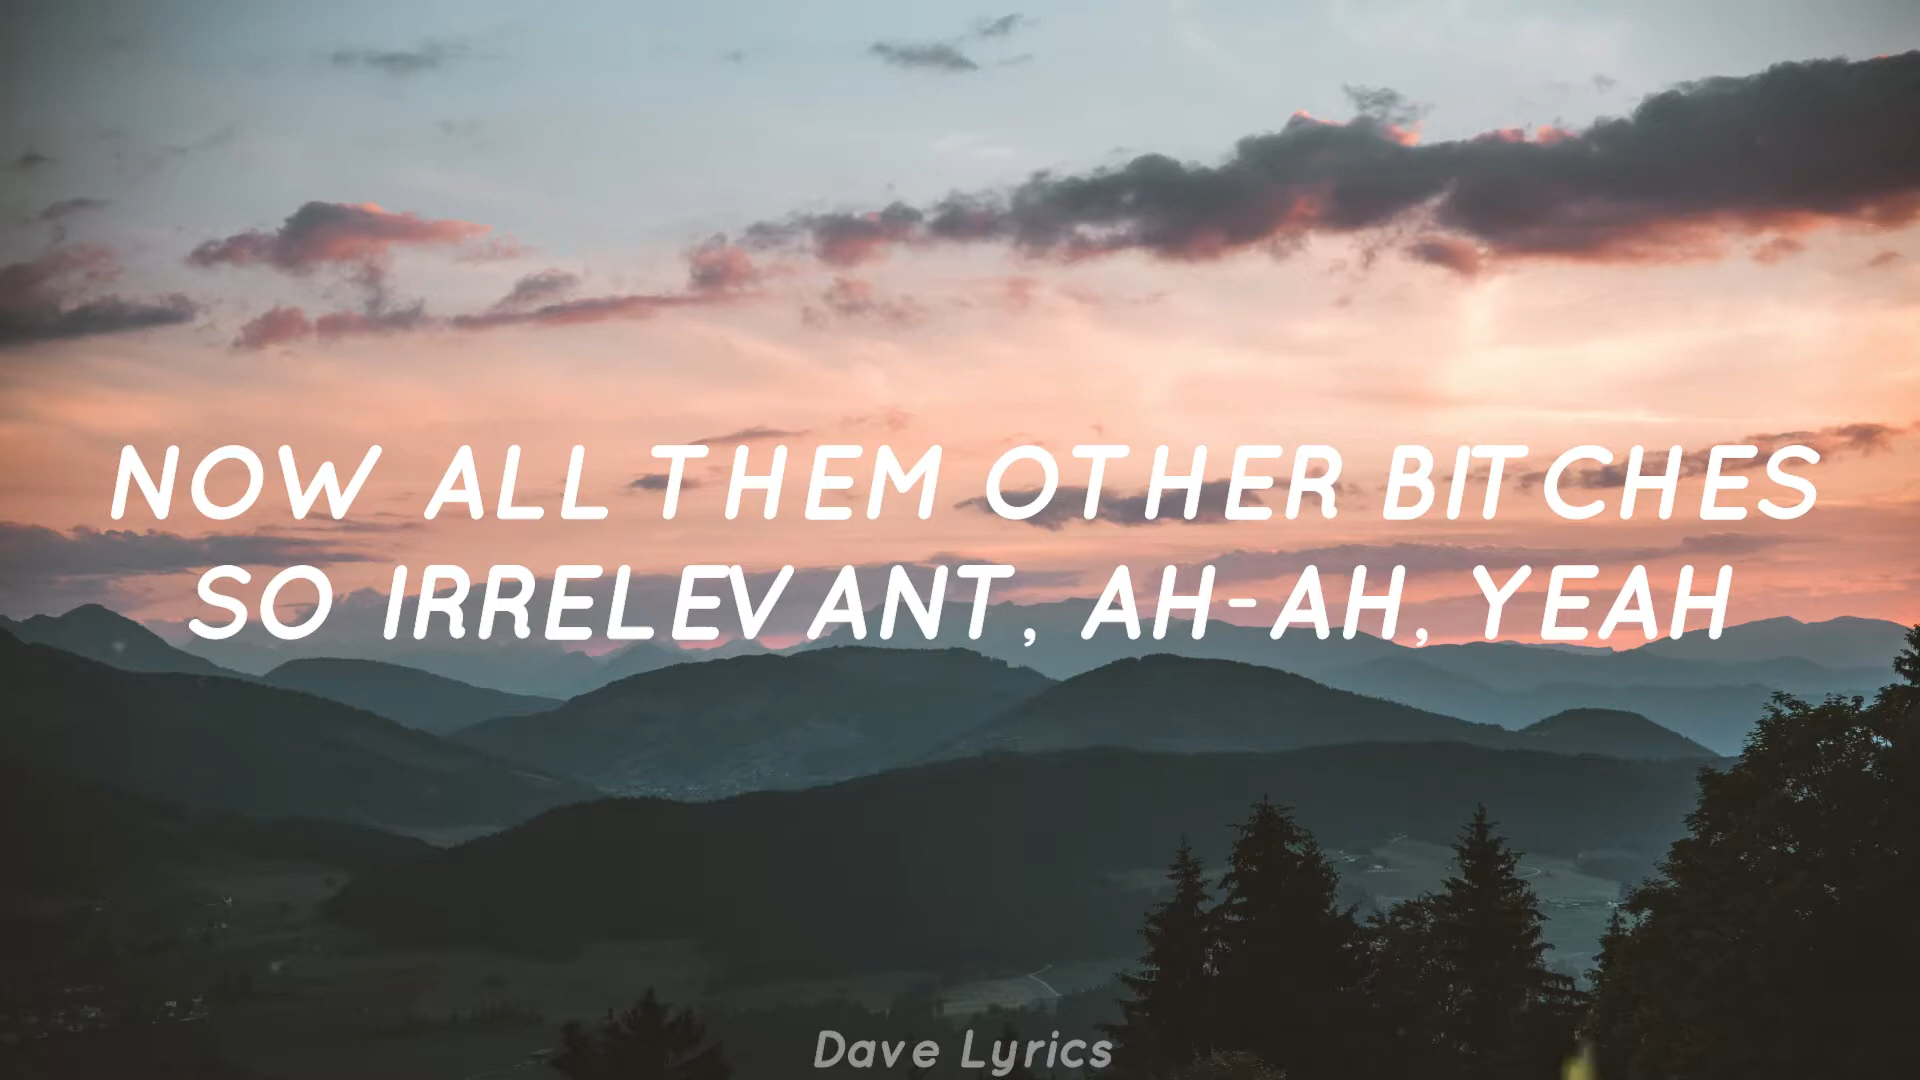 NOW ALL THEM OTHER BITCHES
SO IRRELEVANT, AH-AH, YEAH
Dave Lyrics